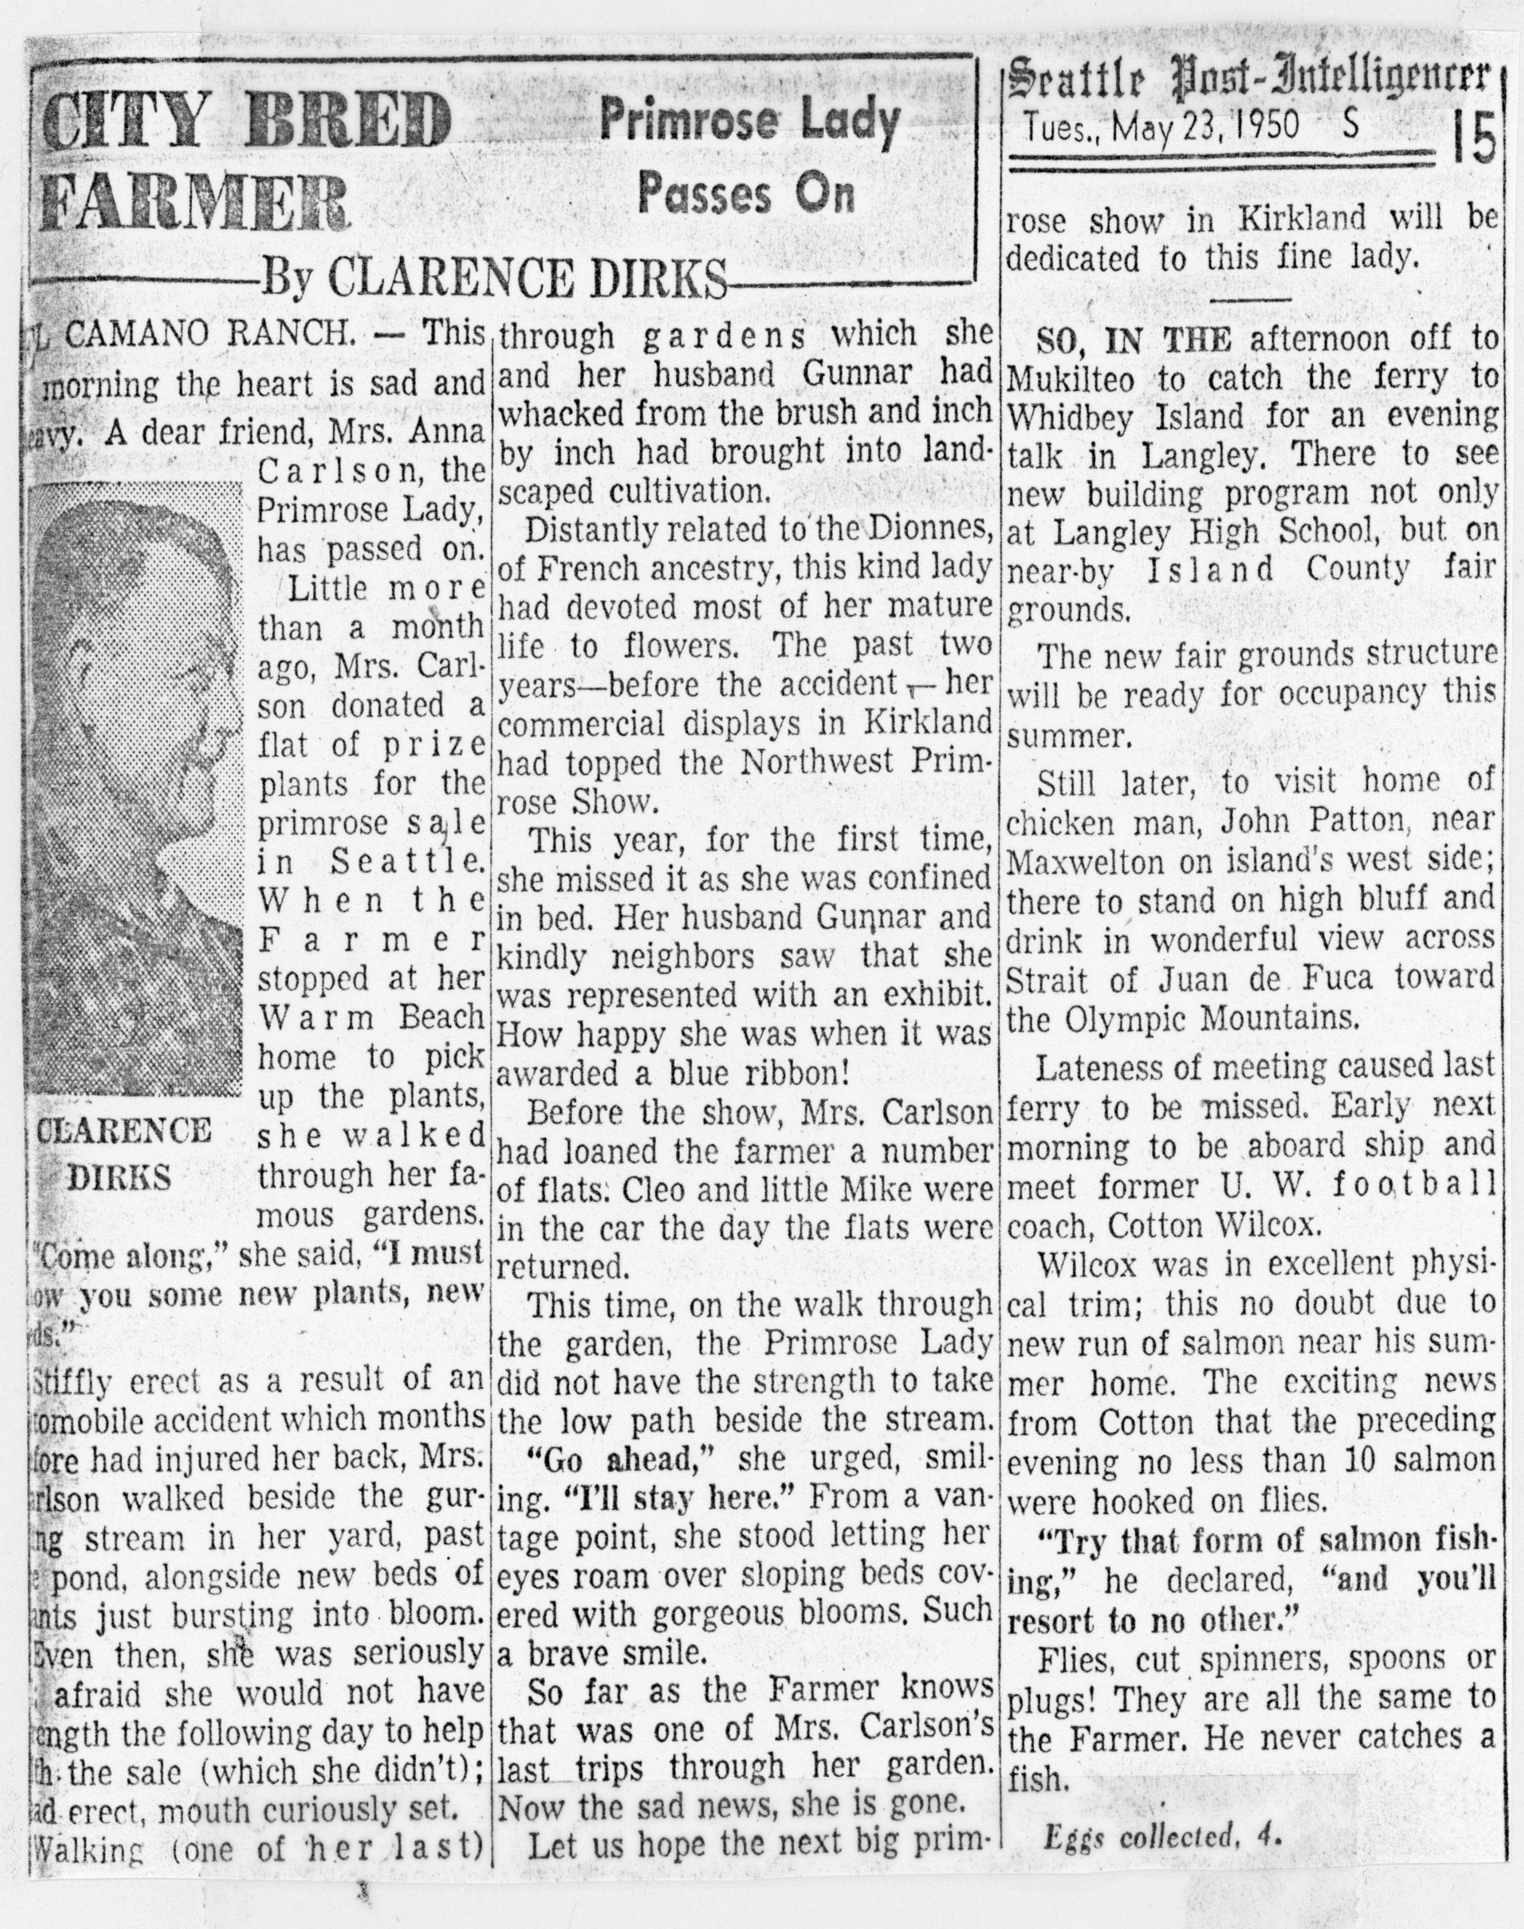 CITY BRED
FARMER
Primrose Lady
Passes On
By CLARENCE DIRKS
Seattle Post-Intelligencer
Tues., May 23, 1950 S 15
EL CAMANO RANCH. — This
morning the heart is sad and
eavy. A dear friend, Mrs. Anna
Carlson, the
Primrose Lady,
has passed on.
Little more
than a month
ago, Mrs. Carl-
son donated a
flat of prize
plants for the
primrose sale
in Seattle.
When the
Farmer
stopped at her
Warm Beach
home to pick
up the plants,
she walked
through her fa-
mous gardens.
CLARENCE
DIRKS
"Come along," she said, "I must
ow you some new plants, new
eds."
Stiffly erect as a result of an
tomobile accident which months
fore had injured her back, Mrs.
arlson walked beside the gur-
ng stream in her yard, past
e pond, alongside new beds of
ants just bursting into bloom.
Even then, she was seriously
afraid she would not have
ength the following day to help
th the sale (which she didn't);
ad erect, mouth curiously set.
Walking (one of her last)
through gardens which she
and her husband Gunnar had
whacked from the brush and inch
by inch had brought into land-
scaped cultivation.
Distantly related to the Dionnes,
of French ancestry, this kind lady
had devoted most of her mature
life to flowers. The past two
years—before the accident — her
commercial displays in Kirkland
had topped the Northwest Prim-
rose Show.
This year, for the first time,
she missed it as she was confined
in bed. Her husband Gunnar and
kindly neighbors saw that she
was represented with an exhibit.
How happy she was when it was
awarded a blue ribbon!
Before the show, Mrs. Carlson
had loaned the farmer a number
of flats. Cleo and little Mike were
in the car the day the flats were
returned.
This time, on the walk through
the garden, the Primrose Lady
did not have the strength to take
the low path beside the stream.
"Go ahead," she urged, smil-
ing. "I'll stay here." From a van-
tage point, she stood letting her
eyes roam over sloping beds cov-
ered with gorgeous blooms. Such
a brave smile.
So far as the Farmer knows
that was one of Mrs. Carlson's
last trips through her garden.
Now the sad news, she is gone.
Let us hope the next big prim-
rose show in Kirkland will be
dedicated to this fine lady.
SO, IN THE afternoon off to
Mukilteo to catch the ferry to
Whidbey Island for an evening
talk in Langley. There to see
new building program not only
at Langley High School, but on
near-by Island County fair
grounds.
The new fair grounds structure
will be ready for occupancy this
summer.
Still later, to visit home of
chicken man, John Patton, near
Maxwelton on island's west side;
there to stand on high bluff and
drink in wonderful view across
Strait of Juan de Fuca toward
the Olympic Mountains.
Lateness of meeting caused last
ferry to be missed. Early next
morning to be aboard ship and
meet former U. W. football
coach, Cotton Wilcox.
Wilcox was in excellent physi-
cal trim; this no doubt due to
new run of salmon near his sum-
mer home. The exciting news
from Cotton that the preceding
evening no less than 10 salmon
were hooked on flies.
"Try that form of salmon fish-
ing," he declared, "and you'll
resort to no other."
Flies, cut spinners, spoons or
plugs! They are all the same to
the Farmer. He never catches a
fish.
Eggs collected, 4.